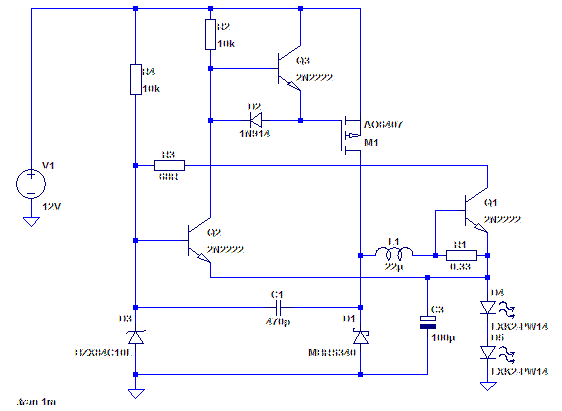 R2
10k
Q3
2N2222
R4
10k
D2
1N914
AO6407
M1
R3
68R
V1
12V
Q1
2N2222
Q2
2N2222
L1
22µ
R1
0.33
C1
470p
D4
D3
D1
C3
LXK2-PW14
100µ
D5
BZX84C10L
MBRS340
LXK2-PW14
.tran 1m